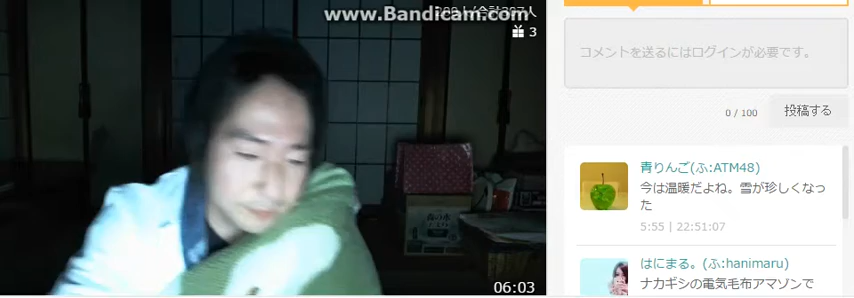 www.Bandicam.com
3
06:03
コメントを送るにはログインが必要です。
0 / 100
投稿する
青りんご(ふ:ATM48)
今は温暖だよね。雪が珍しくなっ
た
5:55 | 22:51:07
はにまる。(ふ:hanimaru)
ナカギシの電気毛布アマゾンで